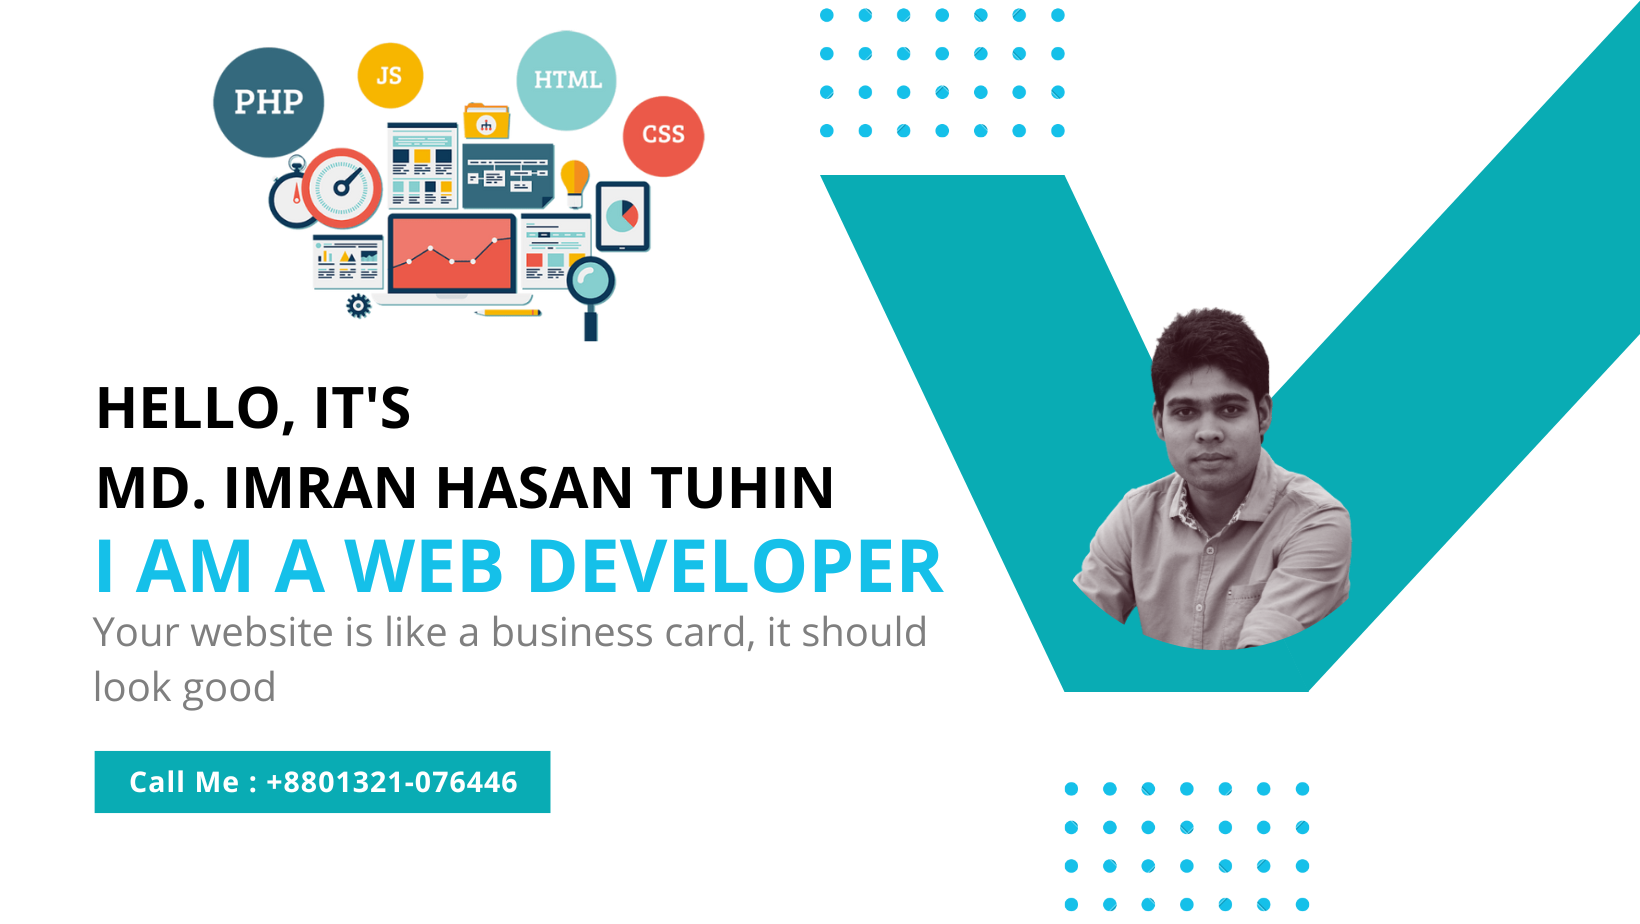 PHP
JS
HTML
CSS
HELLO, IT'S
MD. IMRAN HASAN TUHIN
I AM A WEB DEVELOPER
Your website is like a business card, it should
look good
Call Me : +8801321-076446